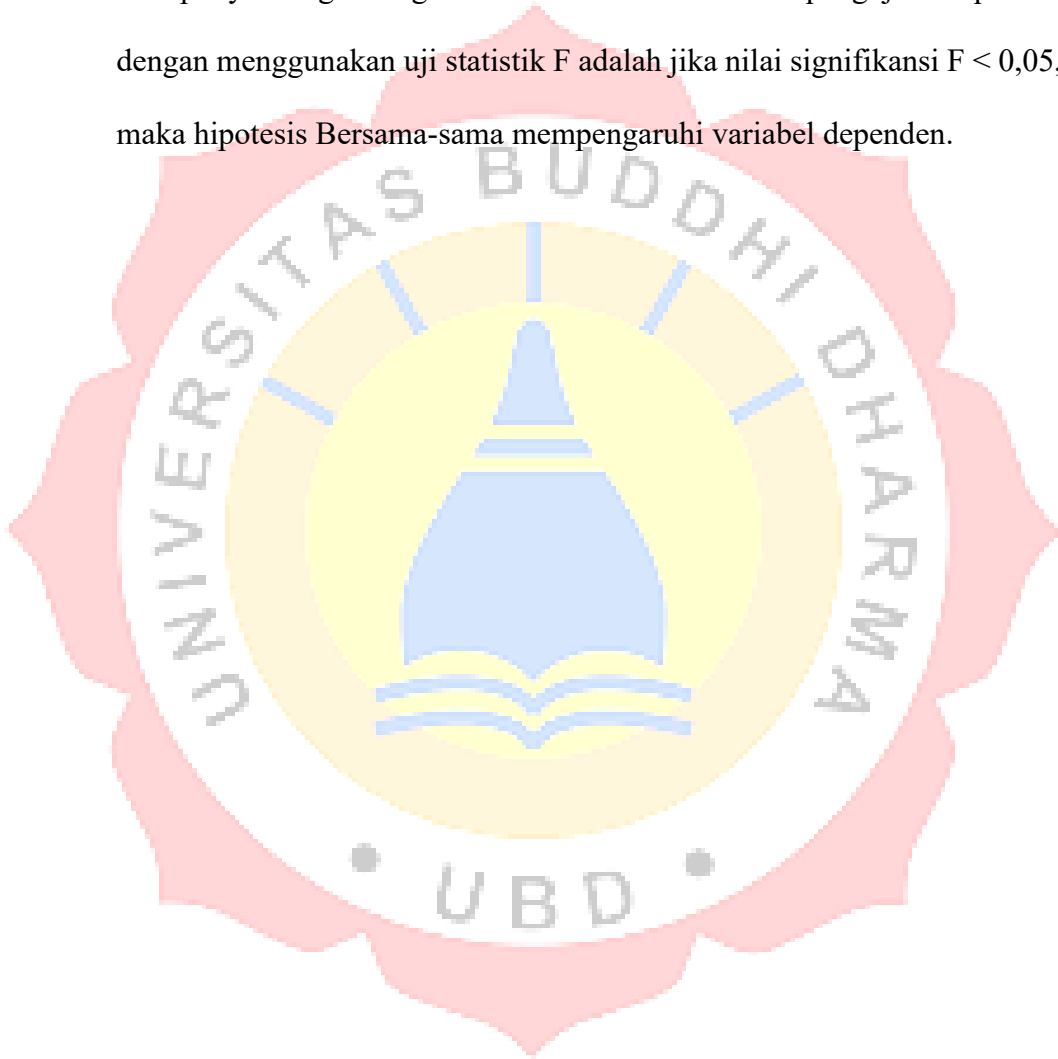 dengan menggunakan uji statistik F adalah jika nilai signifikansi F < 0,05,
maka hipotesis Bersama-sama mempengaruhi variabel dependen.
UNIVERSITAS BUDDHI DHARMA
• UBD •